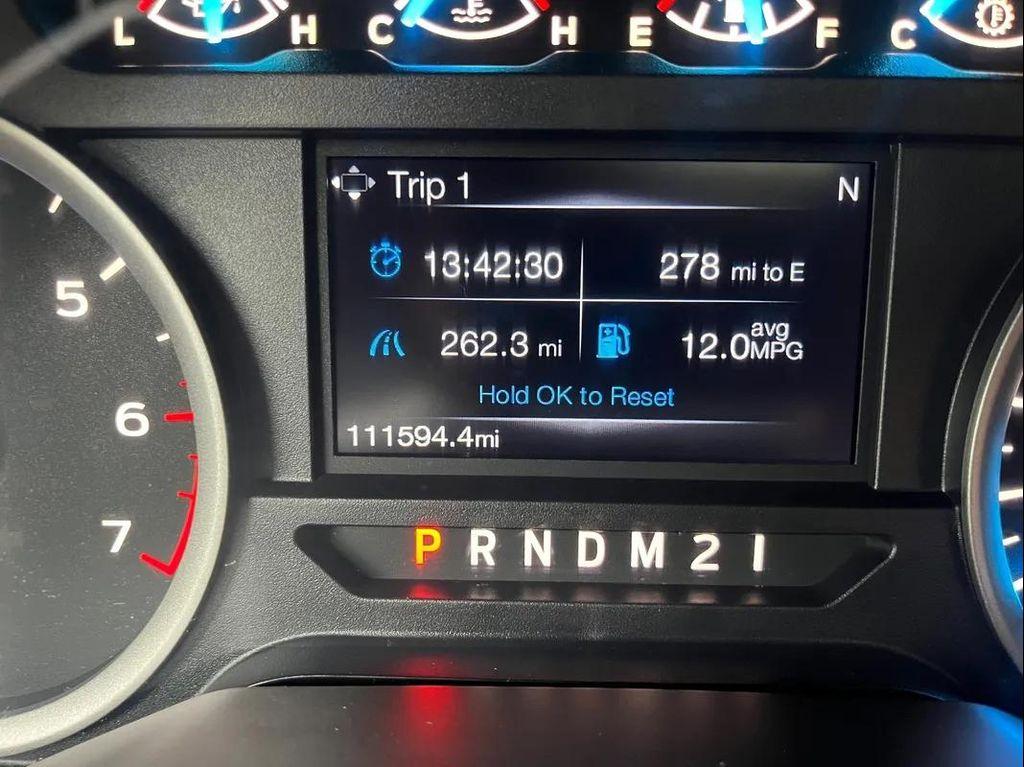 L H C H E F C
Trip 1 N
13:42:30 278 mi to E
262.3 mi 12.0 avg MPG
Hold OK to Reset
111594.4mi
5
6
7
P R N D M 2 1